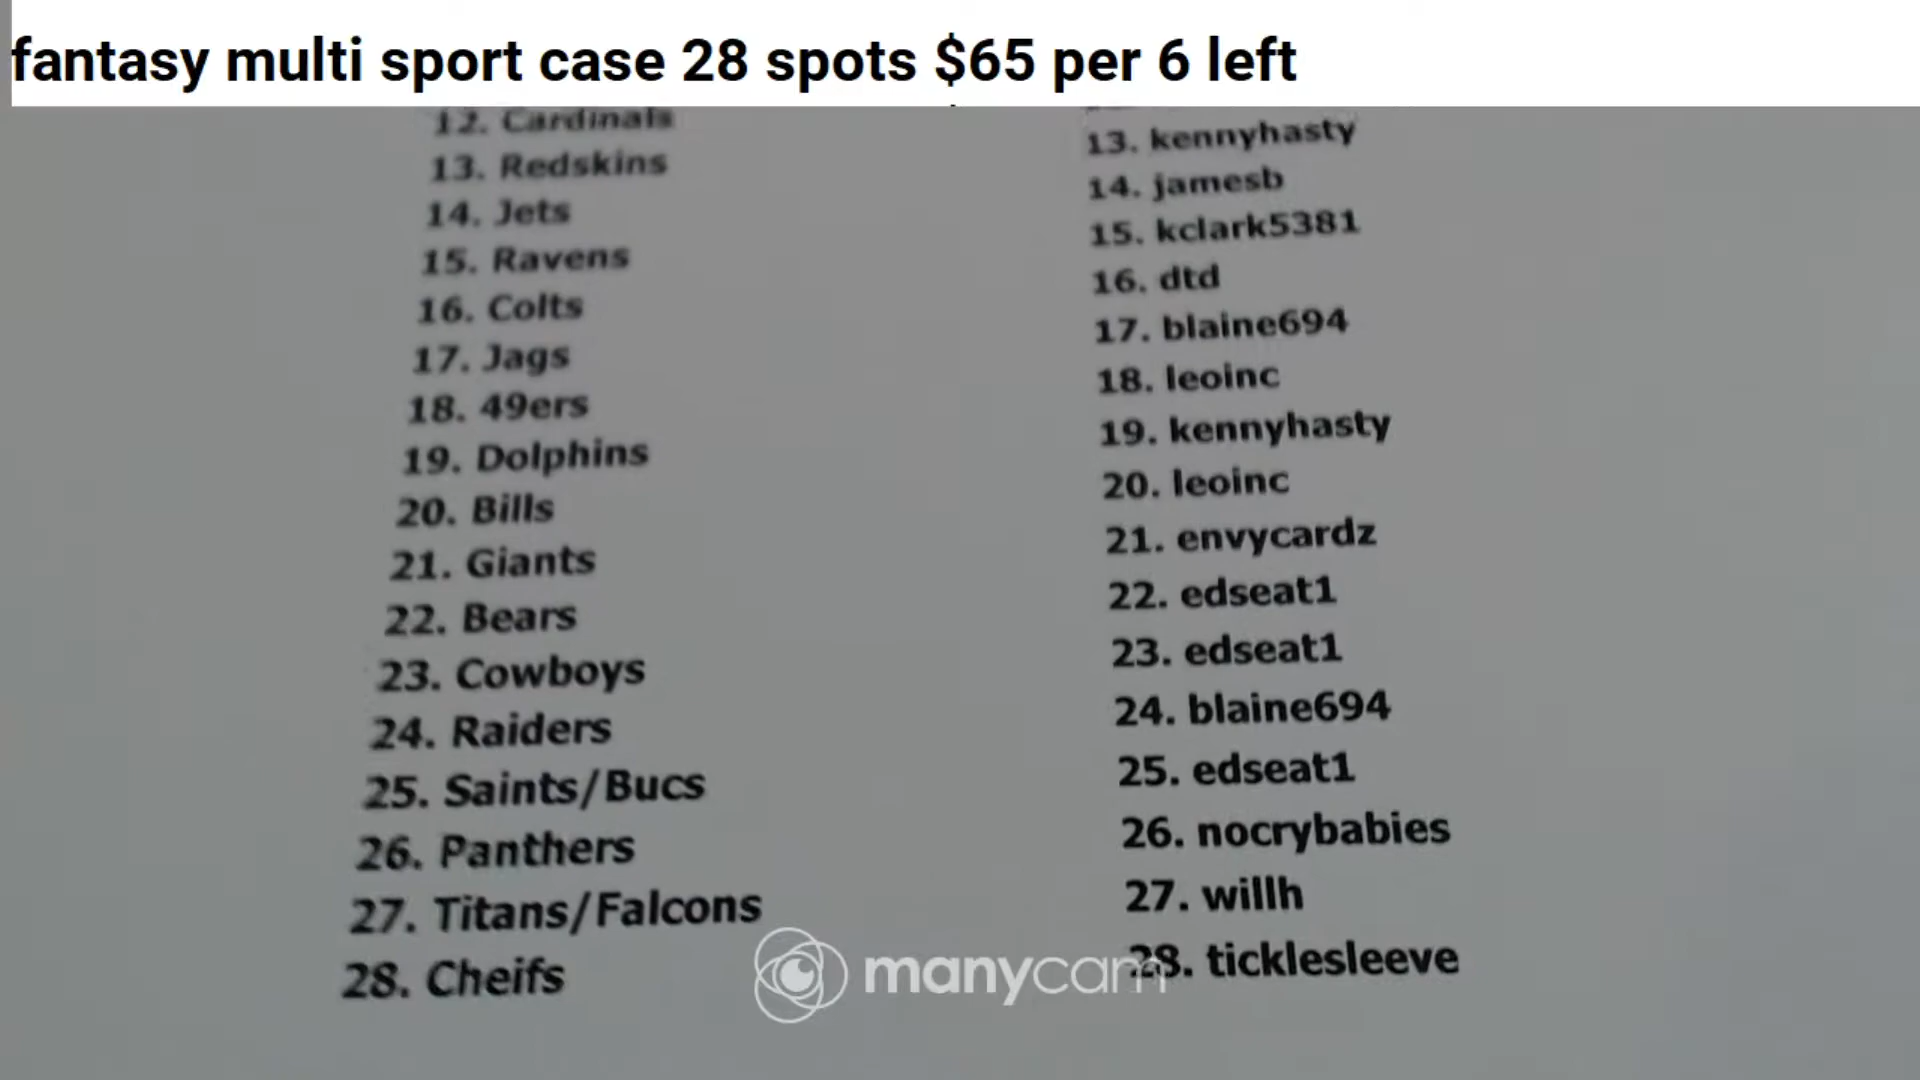 fantasy multi sport case 28 spots $65 per 6 left
12. Cardinals
13. Redskins
14. Jets
15. Ravens
16. Colts
17. Jags
18. 49ers
19. Dolphins
20. Bills
21. Giants
22. Bears
23. Cowboys
24. Raiders
25. Saints/Bucs
26. Panthers
27. Titans/Falcons
28. Cheifs
13. kennyhasty
14. jamesb
15. kclark5381
16. dtd
17. blaine694
18. leoinc
19. kennyhasty
20. leoinc
21. envycardz
22. edseat1
23. edseat1
24. blaine694
25. edseat1
26. nocrybabies
27. willh
28. ticklesleeve
manycam